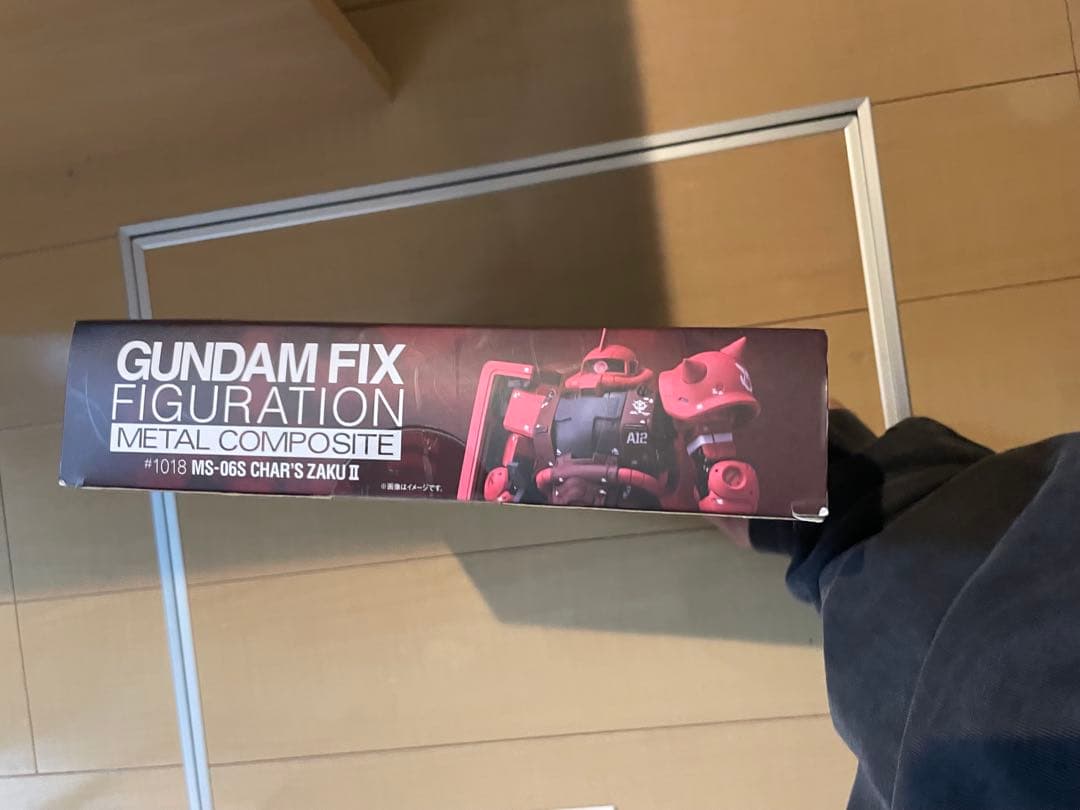 GUNDAM FIX
FIGURATION
METAL COMPOSITE
#1018 MS-06S CHAR'S ZAKU II
※画像はイメージです。
A12